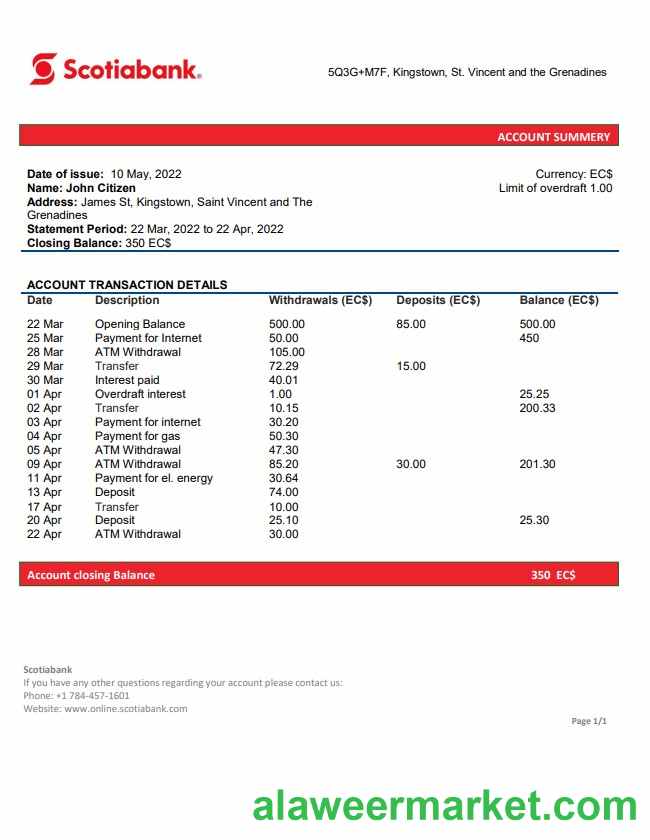 Scotiabank.
5Q3G+M7F, Kingstown, St. Vincent and the Grenadines
ACCOUNT SUMMERY
Date of issue: 10 May, 2022
Currency: EC$
Name: John Citizen
Limit of overdraft 1.00
Address: James St, Kingstown, Saint Vincent and The
Grenadines
Statement Period: 22 Mar, 2022 to 22 Apr, 2022
Closing Balance: 350 EC$
ACCOUNT TRANSACTION DETAILS
Date Description Withdrawals (EC$) Deposits (EC$) Balance (EC$)
22 Mar Opening Balance 500.00 85.00 500.00
25 Mar Payment for Internet 50.00 450
28 Mar ATM Withdrawal 105.00
29 Mar Transfer 72.29 15.00
30 Mar Interest paid 40.01
01 Apr Overdraft interest 1.00 25.25
02 Apr Transfer 10.15 200.33
03 Apr Payment for internet 30.20
04 Apr Payment for gas 50.30
05 Apr ATM Withdrawal 47.30
09 Apr ATM Withdrawal 85.20 30.00 201.30
11 Apr Payment for el. energy 30.64
13 Apr Deposit 74.00
17 Apr Transfer 10.00
20 Apr Deposit 25.10 25.30
22 Apr ATM Withdrawal 30.00
Account closing Balance 350 EC$
Scotiabank
If you have any other questions regarding your account please contact us:
Phone: +1 784-457-1601
Website: www.online.scotiabank.com
Page 1/1
alaweermarket.com